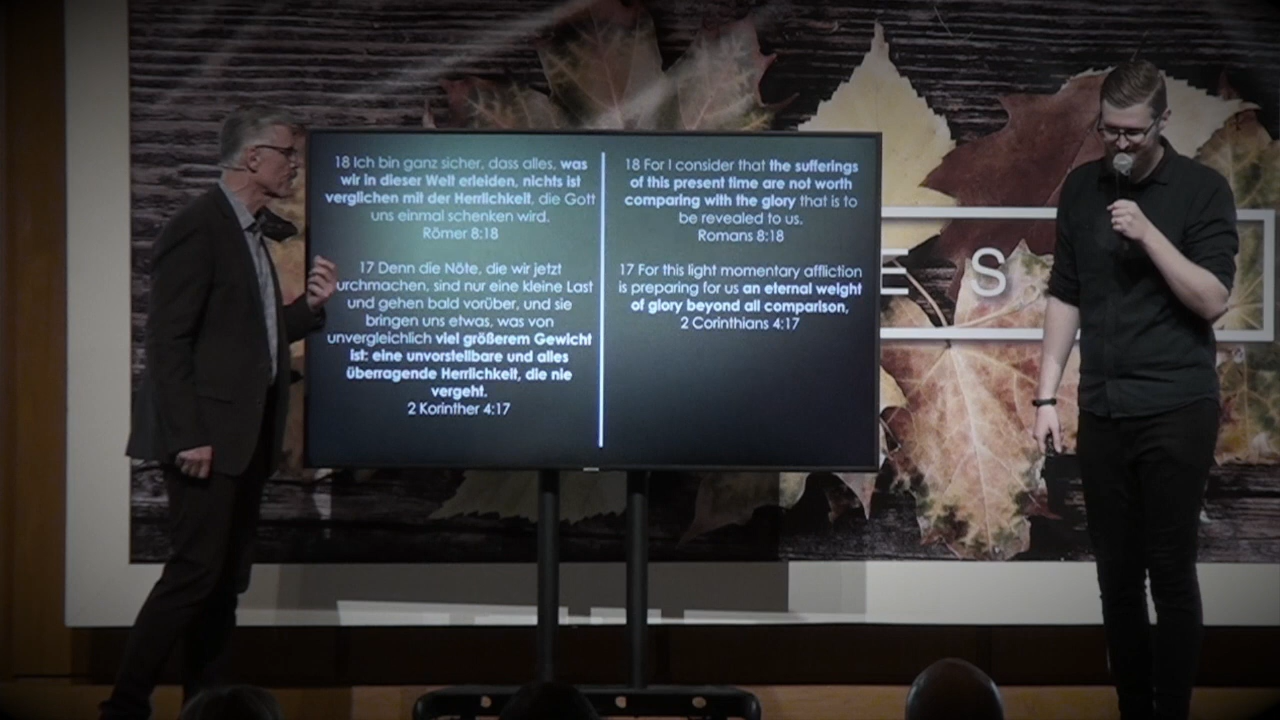 18 Ich bin ganz sicher, dass alles, was
wir in dieser Welt erleiden, nichts ist
verglichen mit der Herrlichkeit, die Gott
uns einmal schenken wird.
Römer 8:18
17 Denn die Nöte, die wir jetzt
urchmachen, sind nur eine kleine Last
und gehen bald vorüber, und sie
bringen uns etwas, was von
unvergleichlich viel größerem Gewicht
ist: eine unvorstellbare und alles
überragende Herrlichkeit, die nie
vergeht.
2 Korinther 4:17
18 For I consider that the sufferings
of this present time are not worth
comparing with the glory that is to
be revealed to us.
Romans 8:18
17 For this light momentary affliction
is preparing for us an eternal weight
of glory beyond all comparison,
2 Corinthians 4:17
E S